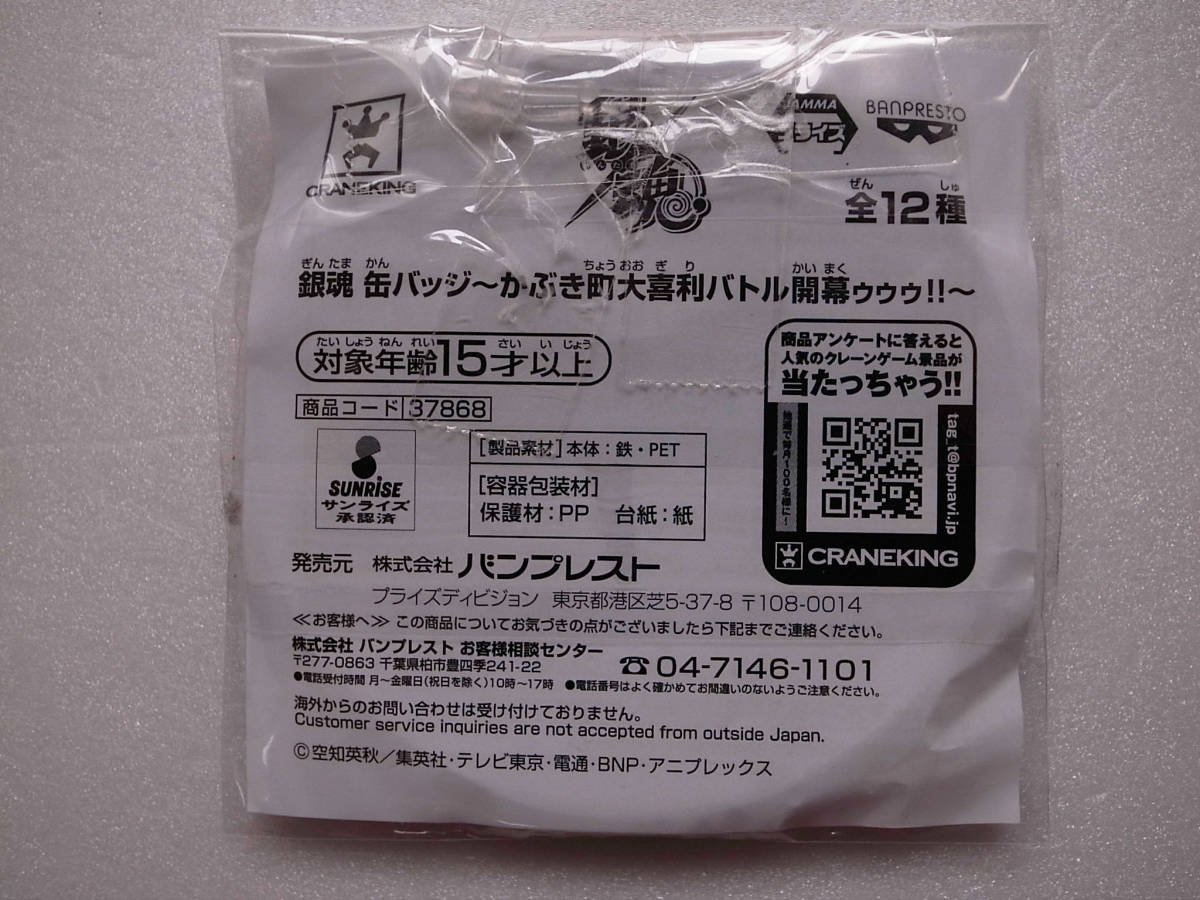 CRANEKING
銀魂
BANPRESTO
ぜん しゅ
全12種
ぎん たま かん ちょう おお ぎ り かい まく
銀魂 缶バッジ～かぶき町大喜利バトル開幕ゥゥゥ!!～
たい しょう ねん れい さい い じょう
対象年齢15才以上
商品コード 37868
SUNRISE
サンライズ
承認済
[製品素材]本体:鉄・PET
[容器包装材]
保護材:PP 台紙:紙
商品アンケートに答えると
人気のクレーンゲーム景品が
当たっちゃう!!
抽選で毎月100名様に!
tag_t@bpnavi.jp
CRANEKING
発売元 株式会社 バンプレスト
プライズディビジョン 東京都港区芝5-37-8 〒108-0014
≪お客様へ≫ この商品についてお気づきの点がございましたら下記までご連絡ください。
株式会社 バンプレスト お客様相談センター
〒277-0863 千葉県柏市豊四季241-22 ☎04-7146-1101
●電話受付時間 月～金曜日(祝日を除く)10時～17時 ●電話番号はよく確かめてお間違いのないようご注意ください。
海外からのお問い合わせは受け付けておりません。
Customer service inquiries are not accepted from outside Japan.
©空知英秋／集英社・テレビ東京・電通・BNP・アニプレックス